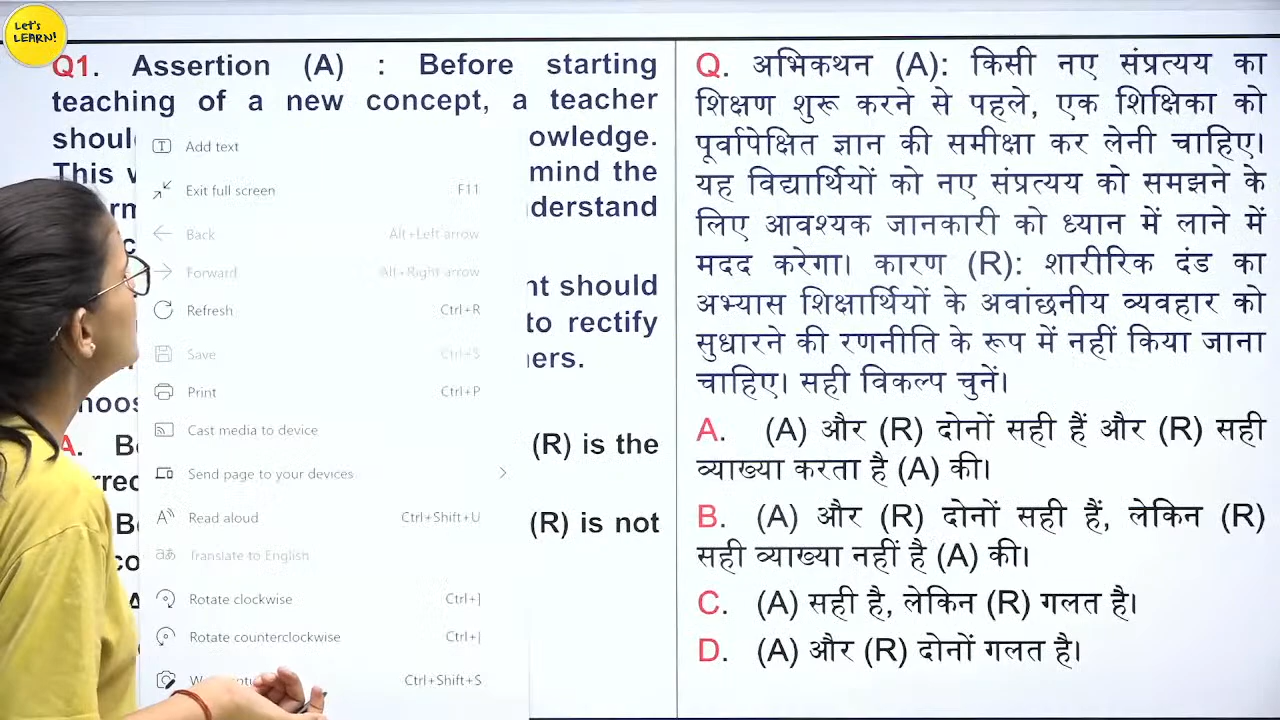 Let's
LEARN!
Q1. Assertion (A) : Before starting
teaching of a new concept, a teacher
owledge.
This mind the
derstand
should
to rectify
(R) is the
(R) is not
Add text
Exit full screen F11
Back Alt+Left arrow
Forward Alt+Right arrow
Refresh Ctrl+R
Save Ctrl+S
Print Ctrl+P
Cast media to device
Send page to your devices
Read aloud Ctrl+Shift+U
Translate to English
Rotate clockwise Ctrl+]
Rotate counterclockwise Ctrl+[
Ctrl+Shift+S
Q. अभिकथन (A): किसी नए संप्रत्यय का
शिक्षण शुरू करने से पहले, एक शिक्षिका को
पूर्वापेक्षित ज्ञान की समीक्षा कर लेनी चाहिए।
यह विद्यार्थियों को नए संप्रत्यय को समझने के
लिए आवश्यक जानकारी को ध्यान में लाने में
मदद करेगा। कारण (R): शारीरिक दंड का
अभ्यास शिक्षार्थियों के अवांछनीय व्यवहार को
सुधारने की रणनीति के रूप में नहीं किया जाना
चाहिए। सही विकल्प चुनें।
A. (A) और (R) दोनों सही हैं और (R) सही
व्याख्या करता है (A) की।
B. (A) और (R) दोनों सही हैं, लेकिन (R)
सही व्याख्या नहीं है (A) की।
C. (A) सही है, लेकिन (R) गलत है।
D. (A) और (R) दोनों गलत है।